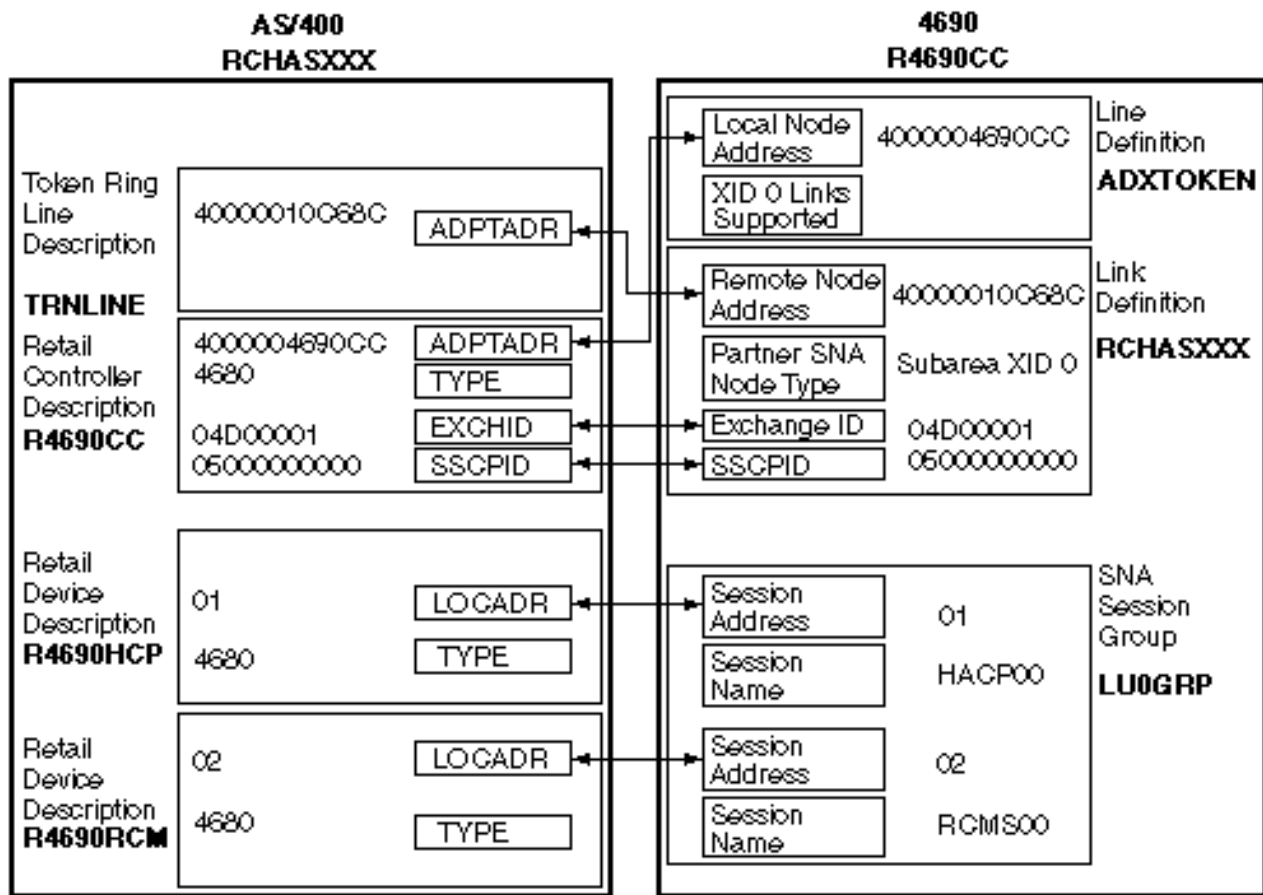 AS/400
RCHASXXX
Token Ring
Line
Description
TRNLINE
40000010C68C
ADPTADR
Retail
Controller
Description
R4690CC
4000004690CC
ADPTADR
4680
TYPE
04D00001
EXCHID
05000000000
SSCPID
Retail
Device
Description
R4690HCP
01
LOCADR
4680
TYPE
Retail
Device
Description
R4690RCM
02
LOCADR
4680
TYPE
4690
R4690CC
Local Node
Address
4000004690CC
XID 0 Links
Supported
Line
Definition
ADXTOKEN
Remote Node
Address
40000010C68C
Partner SNA
Node Type
Subarea XID 0
Exchange ID
04D00001
SSCPID
05000000000
Link
Definition
RCHASXXX
Session
Address
01
Session
Name
HACP00
Session
Address
02
Session
Name
RCMS00
SNA
Session
Group
LU0GRP